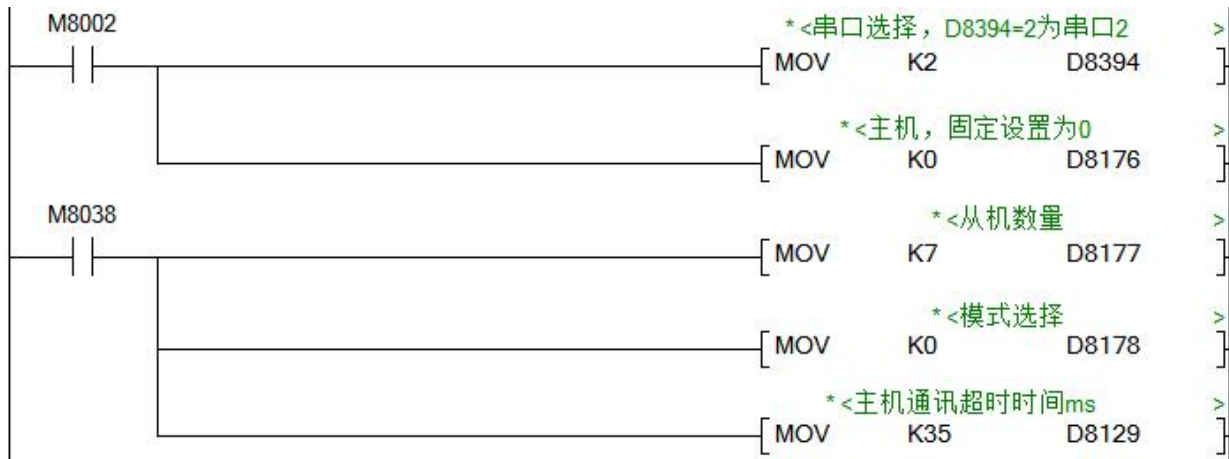 M8002
*<串口选择，D8394=2为串口2 >
MOV K2 D8394
*<主机，固定设置为0 >
MOV K0 D8176
M8038
*<从机数量 >
MOV K7 D8177
*<模式选择 >
MOV K0 D8178
*<主机通讯超时时间ms >
MOV K35 D8129